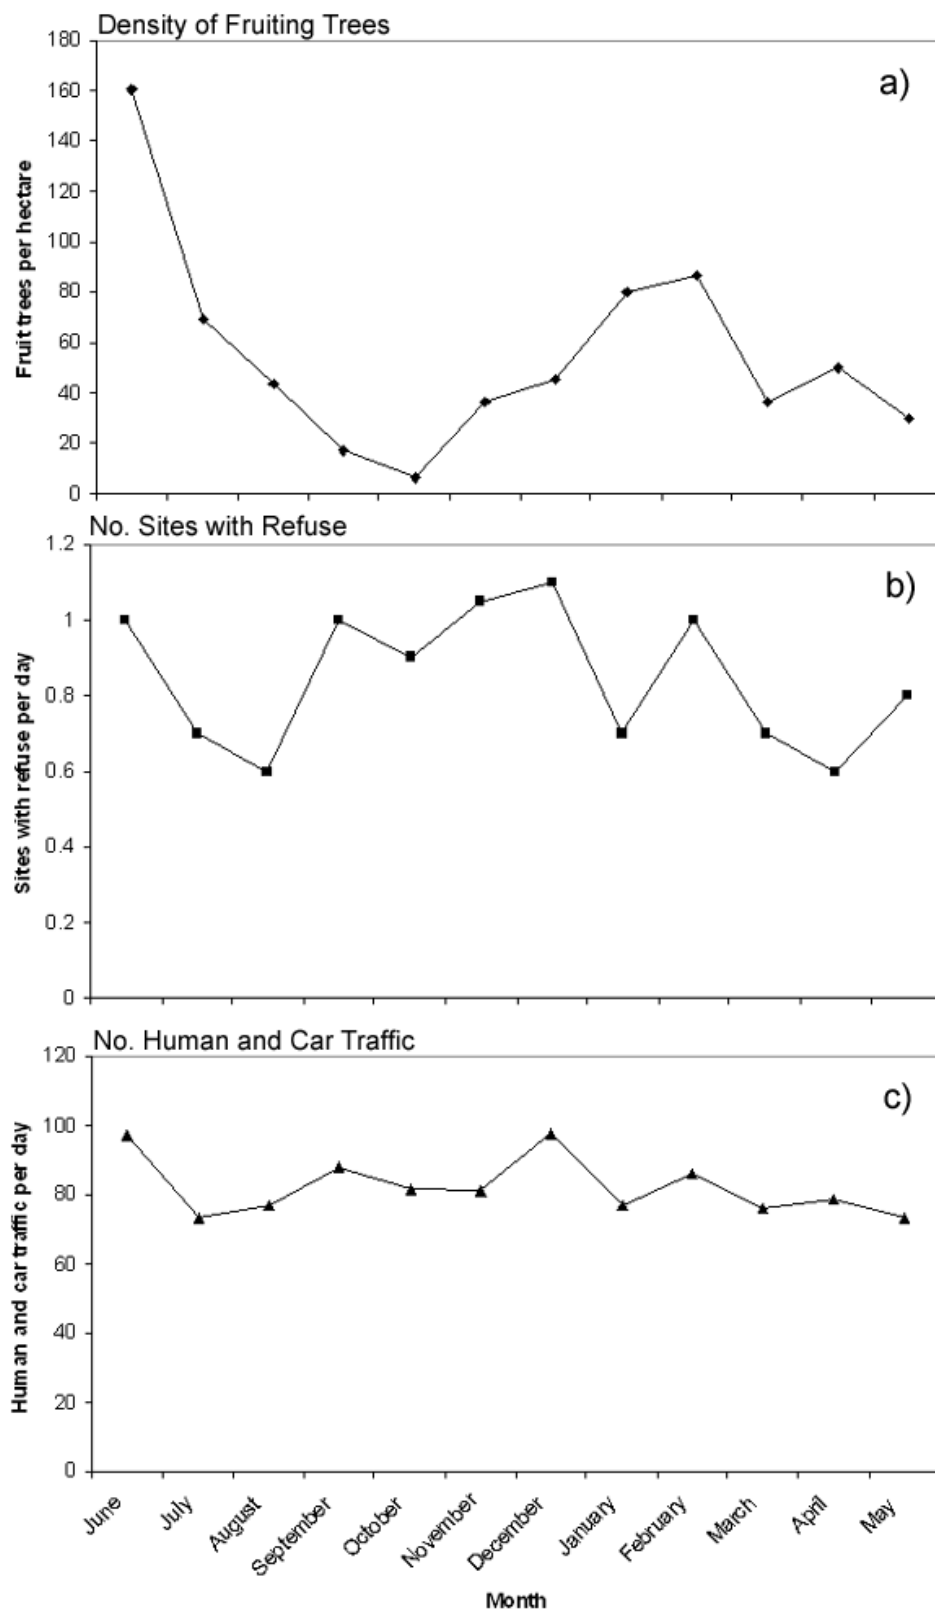 Density of Fruiting Trees
180
160
140
120
100
80
60
40
20
0
Fruit trees per hectare
a)
No. Sites with Refuse
1.2
1
0.8
0.6
0.4
0.2
0
Sites with refuse per day
b)
No. Human and Car Traffic
120
100
80
60
40
20
0
Human and car traffic per day
c)
June
July
August
September
October
November
December
January
February
March
April
May
Month